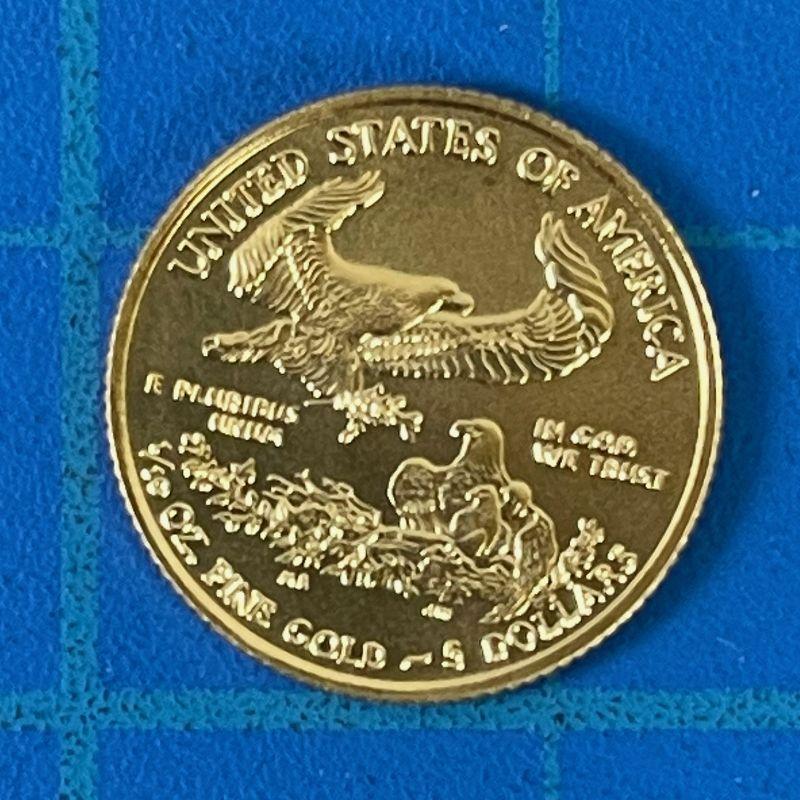 UNITED STATES OF AMERICA
E PLURIBUS
UNUM
IN GOD
WE TRUST
1/10 OZ. FINE GOLD ~ 5 DOLLARS